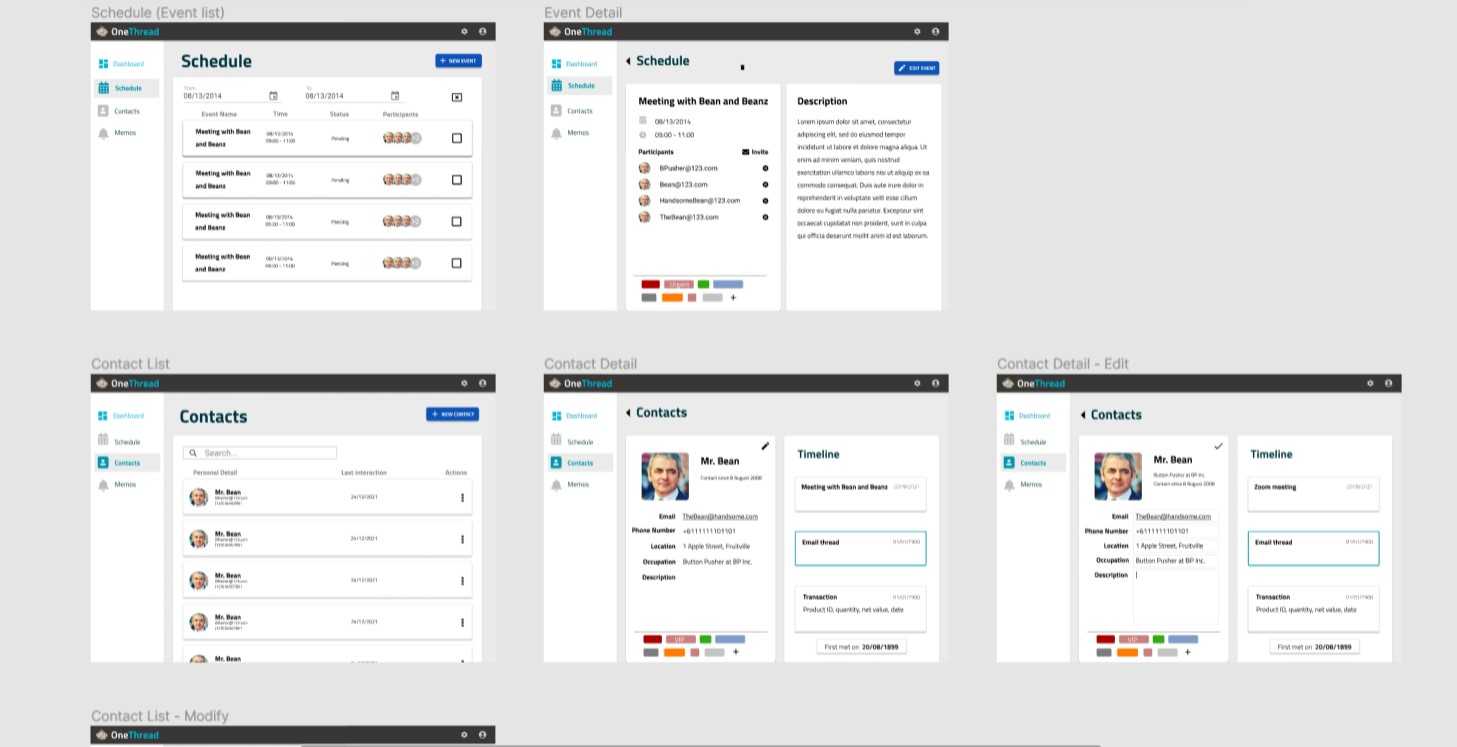 Schedule (Event list)
OneThread
Dashboard
Schedule
Contacts
Memos
Schedule
+ NEW EVENT
From
08/13/2014
To
08/13/2014
Event Name Time Status Participants
Meeting with Bean
and Beanz
08/13/2014
09:00 - 11:00
Pending
Meeting with Bean
and Beanz
08/13/2014
09:00 - 11:00
Pending
Meeting with Bean
and Beanz
08/13/2014
09:00 - 11:00
Pending
Meeting with Bean
and Beanz
08/13/2014
09:00 - 11:00
Pending
Event Detail
OneThread
Dashboard
Schedule
Contacts
Memos
Schedule
EDIT EVENT
Meeting with Bean and Beanz
08/13/2014
09:00 - 11:00
Participants Invite
BPusher@123.com
Bean@123.com
HandsomeBean@123.com
TheBean@123.com
Urgent
+
Description
Lorem ipsum dolor sit amet, consectetur
adipiscing elit, sed do eiusmod tempor
incididunt ut labore et dolore magna aliqua. Ut
enim ad minim veniam, quis nostrud
exercitation ullamco laboris nisi ut aliquip ex ea
commodo consequat. Duis aute irure dolor in
reprehenderit in voluptate velit esse cillum
dolore eu fugiat nulla pariatur. Excepteur sint
occaecat cupidatat non proident, sunt in culpa
qui officia deserunt mollit anim id est laborum.
Contact List
OneThread
Dashboard
Schedule
Contacts
Memos
Contacts
+ NEW CONTACT
Search...
Personal Detail Last interaction Actions
Mr. Bean
24/12/2021
Mr. Bean
24/12/2021
Mr. Bean
24/12/2021
Mr. Bean
24/12/2021
Mr. Bean
Contact Detail
OneThread
Dashboard
Schedule
Contacts
Memos
Contacts
Mr. Bean
Contact since 8 August 2008
Email TheBean@handsome.com
Phone Number +6111111101101
Location 1 Apple Street, Fruitville
Occupation Button Pusher at BP Inc.
Description
VIP
+
Timeline
Meeting with Bean and Beanz
Email thread 01/01/1900
Transaction 01/01/1900
Product ID, quantity, net value, date
First met on 20/08/1899
Contact Detail - Edit
OneThread
Dashboard
Schedule
Contacts
Memos
Contacts
Mr. Bean
Button Pusher at BP Inc.
Contact since 8 August 2008
Email TheBean@handsome.com
Phone Number +6111111101101
Location 1 Apple Street, Fruitville
Occupation Button Pusher at BP Inc.
Description
VIP
+
Timeline
Zoom meeting
Email thread 01/01/1900
Transaction 01/01/1900
Product ID, quantity, net value, date
First met on 20/08/1899
Contact List - Modify
OneThread